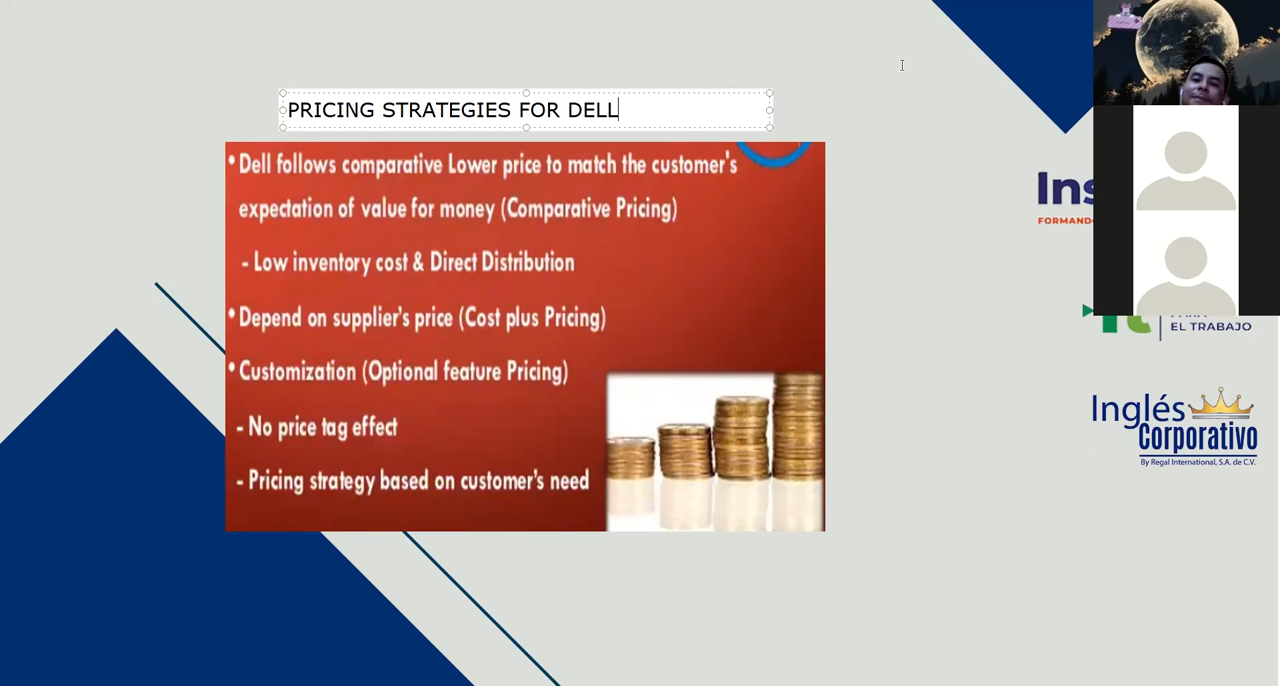 PRICING STRATEGIES FOR DELL
•Dell follows comparative Lower price to match the customer's
expectation of value for money (Comparative Pricing)
- Low inventory cost & Direct Distribution
•Depend on supplier's price (Cost plus Pricing)
•Customization (Optional feature Pricing)
- No price tag effect
- Pricing strategy based on customer's need
Ins
FORMAND
EL TRABAJO
Inglés
Corporativo
By Regal International, S.A. de C.V.